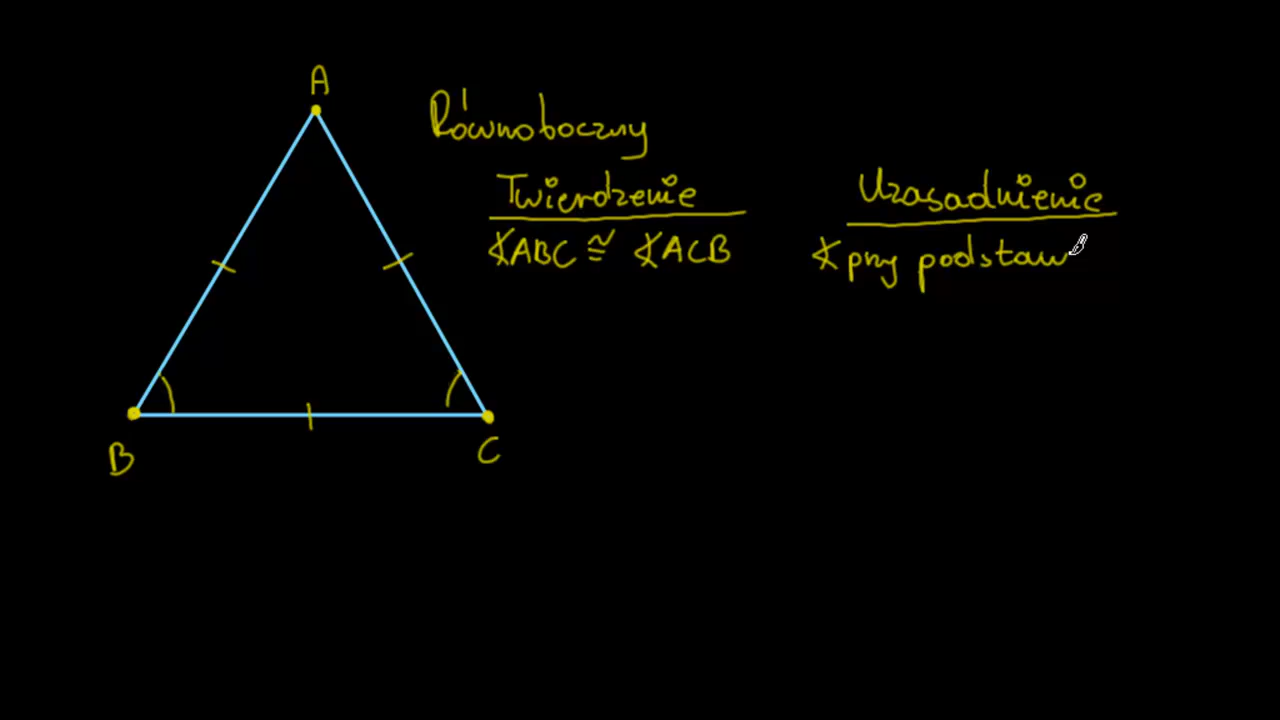 A
Równoboczny
Twierdzenie
Uzasadnienie
∢ABC ≅ ∢ACB
∢ przy podstaw
B
C